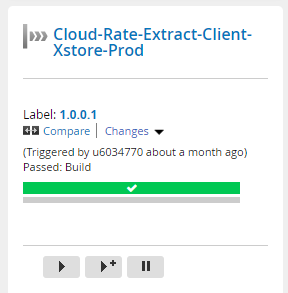 Cloud-Rate-Extract-Client-
Xstore-Prod
Label: 1.0.0.1
Compare | Changes
(Triggered by u6034770 about a month ago)
Passed: Build